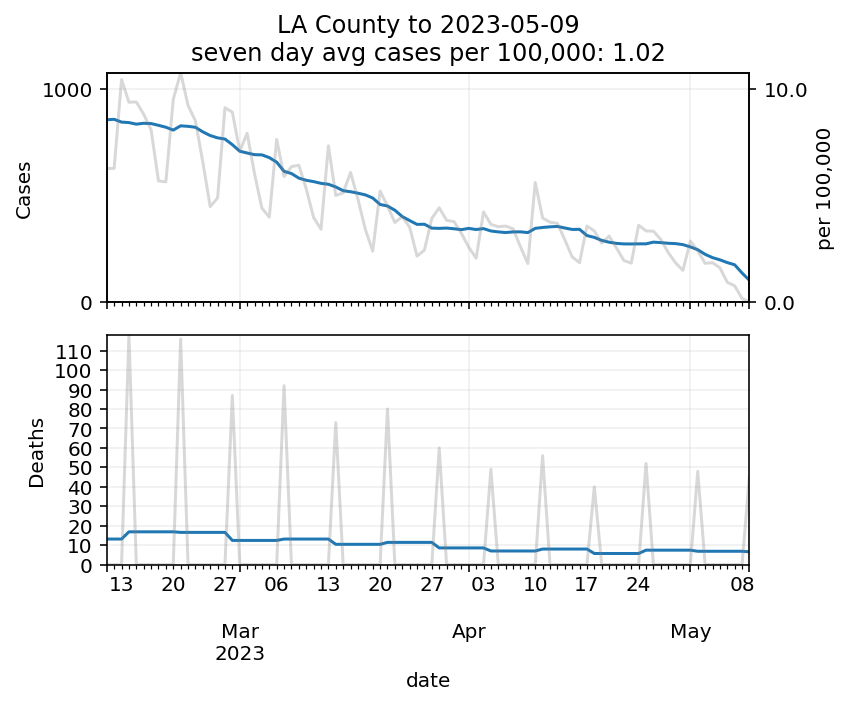 LA County to 2023-05-09
seven day avg cases per 100,000: 1.02
1000
0
Cases
10.0
0.0
per 100,000
110
100
90
80
70
60
50
40
30
20
10
0
Deaths
13 20 27 06 13 20 27 03 10 17 24 08
Mar Apr May
2023
date